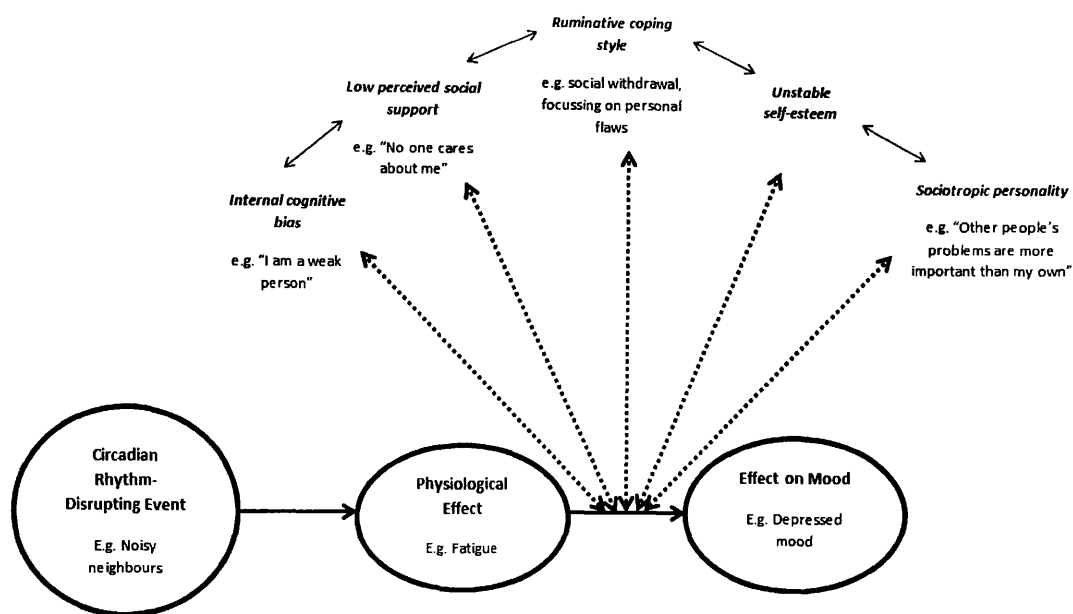 Ruminative coping
style
e.g. social withdrawal,
focussing on personal
flaws
Low perceived social
support
e.g. “No one cares
about me”
Unstable
self-esteem
Internal cognitive
bias
e.g. “I am a weak
person”
Sociotropic personality
e.g. “Other people’s
problems are more
important than my own”
Circadian
Rhythm-
Disrupting Event
E.g. Noisy
neighbours
Physiological
Effect
E.g. Fatigue
Effect on Mood
E.g. Depressed
mood